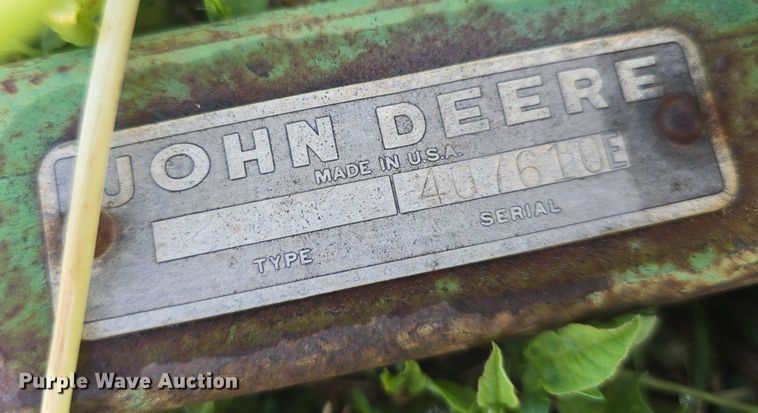 JOHN DEERE
MADE IN U.S.A.
407610E
TYPE
SERIAL
Purple Wave Auction